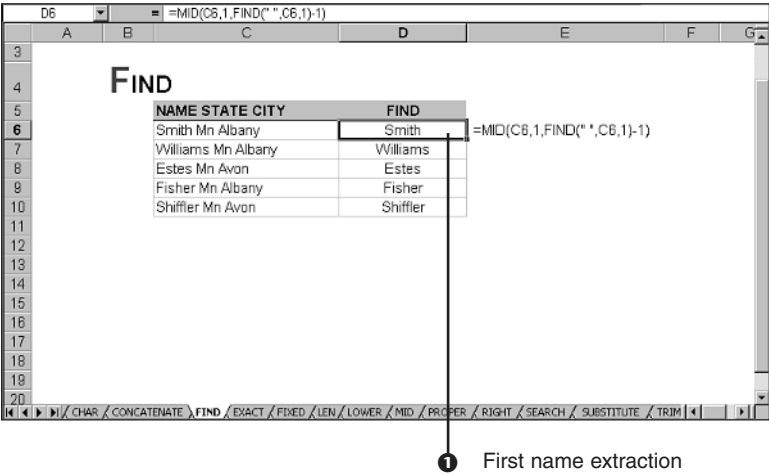 D6 = =MID(C6,1,FIND(" ",C6,1)-1)
A B C D E F G
3
4 FIND
5 NAME STATE CITY FIND
6 Smith Mn Albany Smith =MID(C6,1,FIND(" ",C6,1)-1)
7 Williams Mn Albany Williams
8 Estes Mn Avon Estes
9 Fisher Mn Albany Fisher
10 Shiffler Mn Avon Shiffler
11
12
13
14
15
16
17
18
19
20
CHAR CONCATENATE FIND EXACT FIXED LEN LOWER MID PROPER RIGHT SEARCH SUBSTITUTE TRIM
1 First name extraction